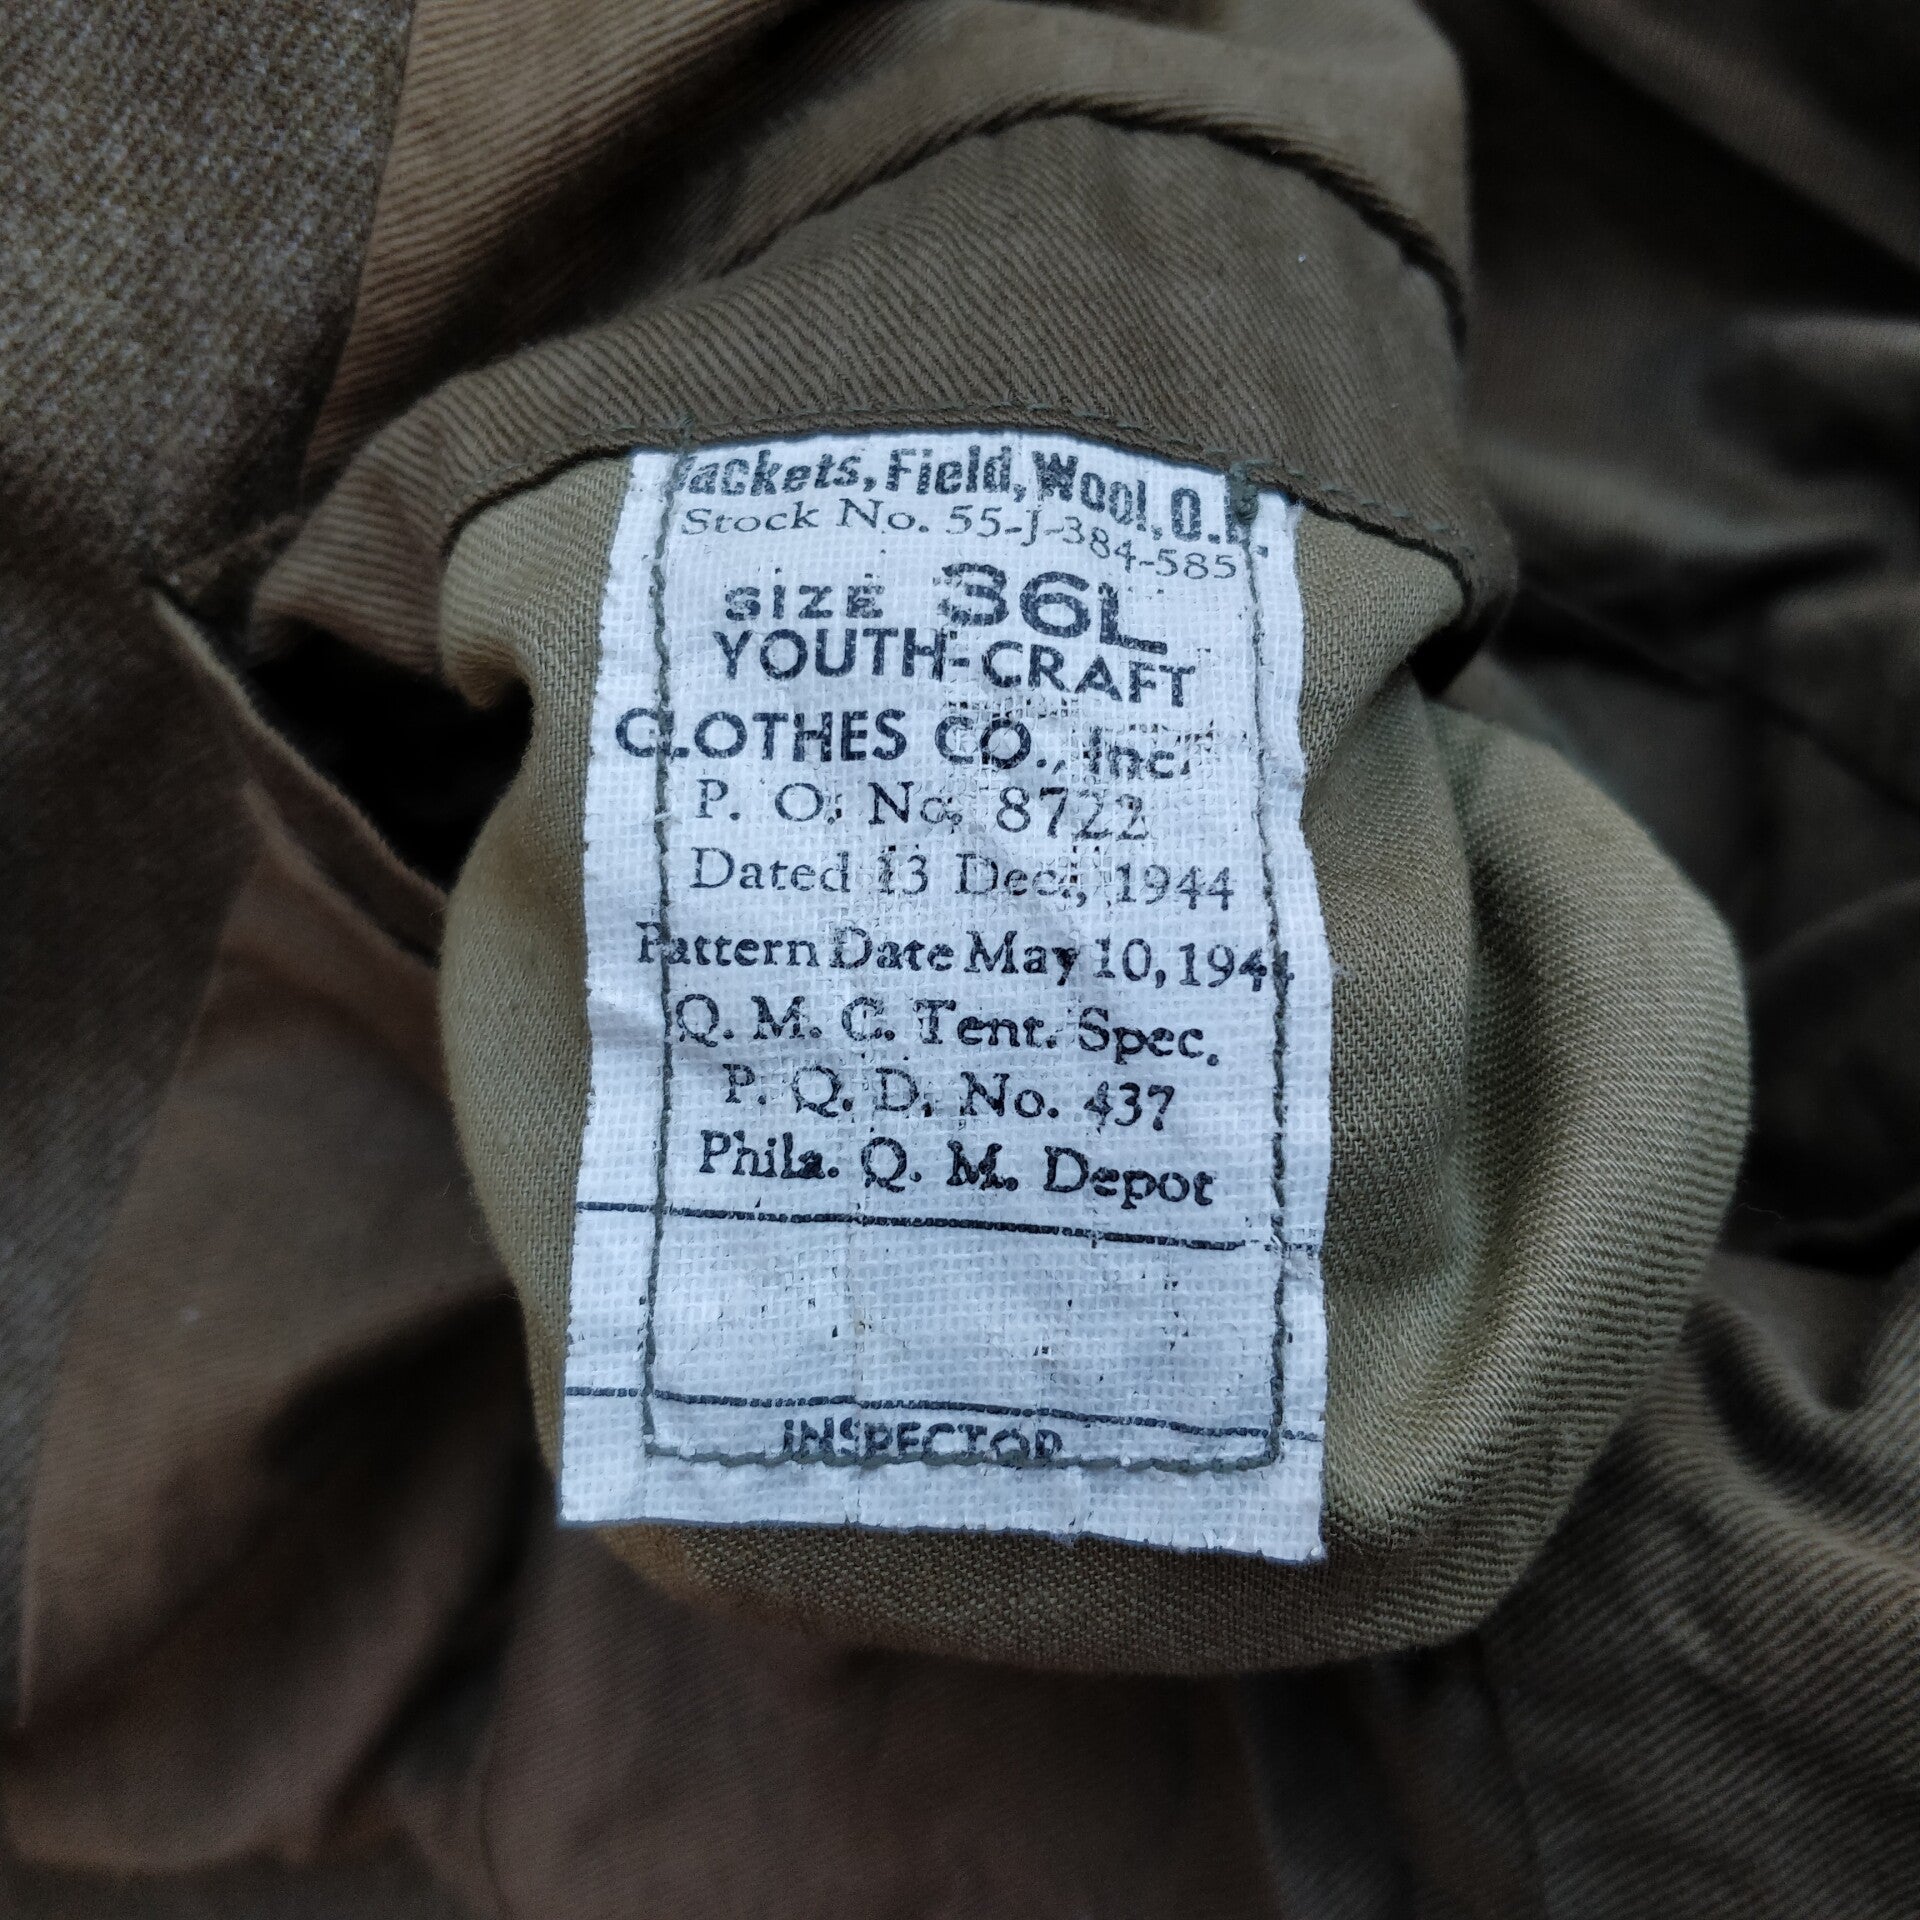 Jackets, Field, Wool, O.D.
Stock No. 55-J-384-585
SIZE 36L
YOUTH-CRAFT
CLOTHES CO., Inc.
P. O. No. 8722
Dated 13 Dec., 1944
Pattern Date May 10, 1944
Q. M. C. Tent. Spec.
P. Q. D. No. 437
Phila. Q. M. Depot
INSPECTOR